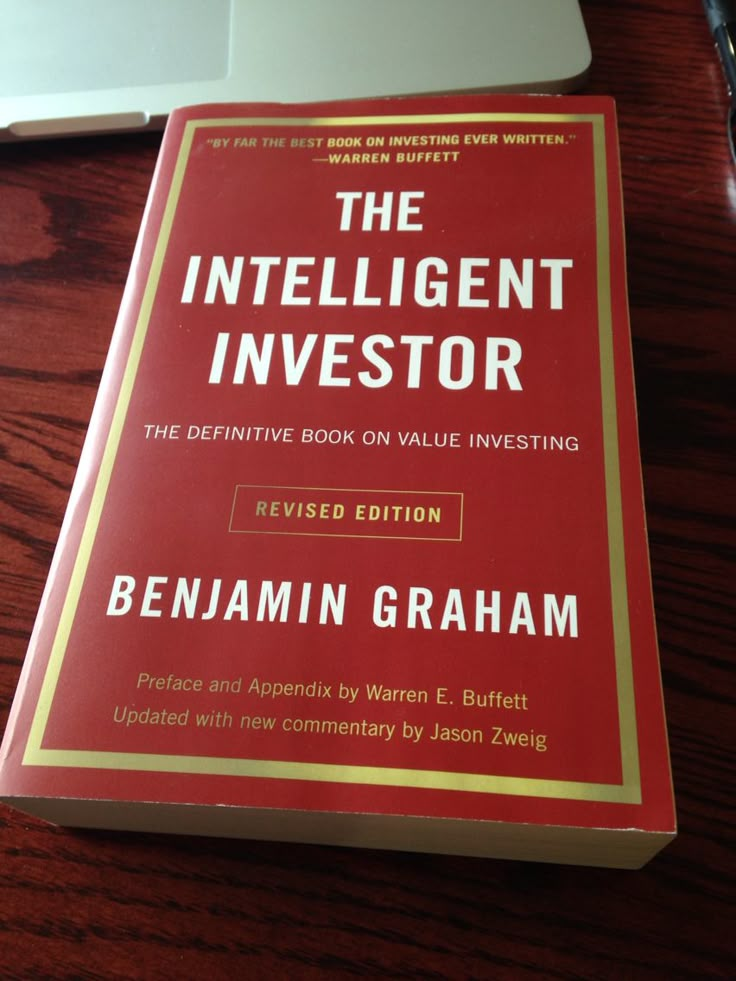 "BY FAR THE BEST BOOK ON INVESTING EVER WRITTEN."
—WARREN BUFFETT
THE
INTELLIGENT
INVESTOR
THE DEFINITIVE BOOK ON VALUE INVESTING
REVISED EDITION
BENJAMIN GRAHAM
Preface and Appendix by Warren E. Buffett
Updated with new commentary by Jason Zweig